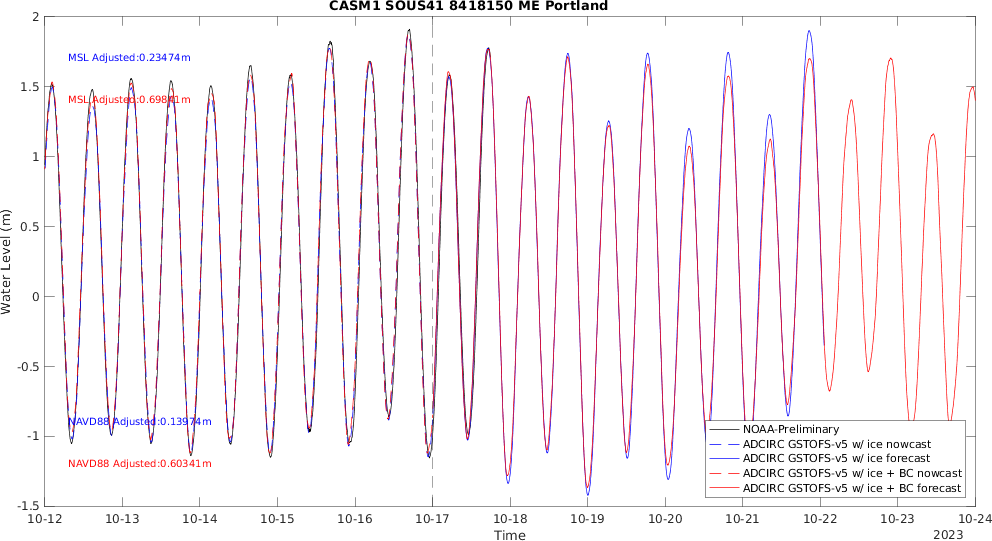 CASM1 SOUS41 8418150 ME Portland
2
1.5
1
0.5
0
-0.5
-1
-1.5
Water Level (m)
MSL Adjusted:0.23474m
MSL Adjusted:0.69841m
NAVD88 Adjusted:0.13974m
NAVD88 Adjusted:0.60341m
NOAA-Preliminary
ADCIRC GSTOFS-v5 w/ ice nowcast
ADCIRC GSTOFS-v5 w/ ice forecast
ADCIRC GSTOFS-v5 w/ ice + BC nowcast
ADCIRC GSTOFS-v5 w/ ice + BC forecast
10-12 10-13 10-14 10-15 10-16 10-17 10-18 10-19 10-20 10-21 10-22 10-23 10-24
Time
2023